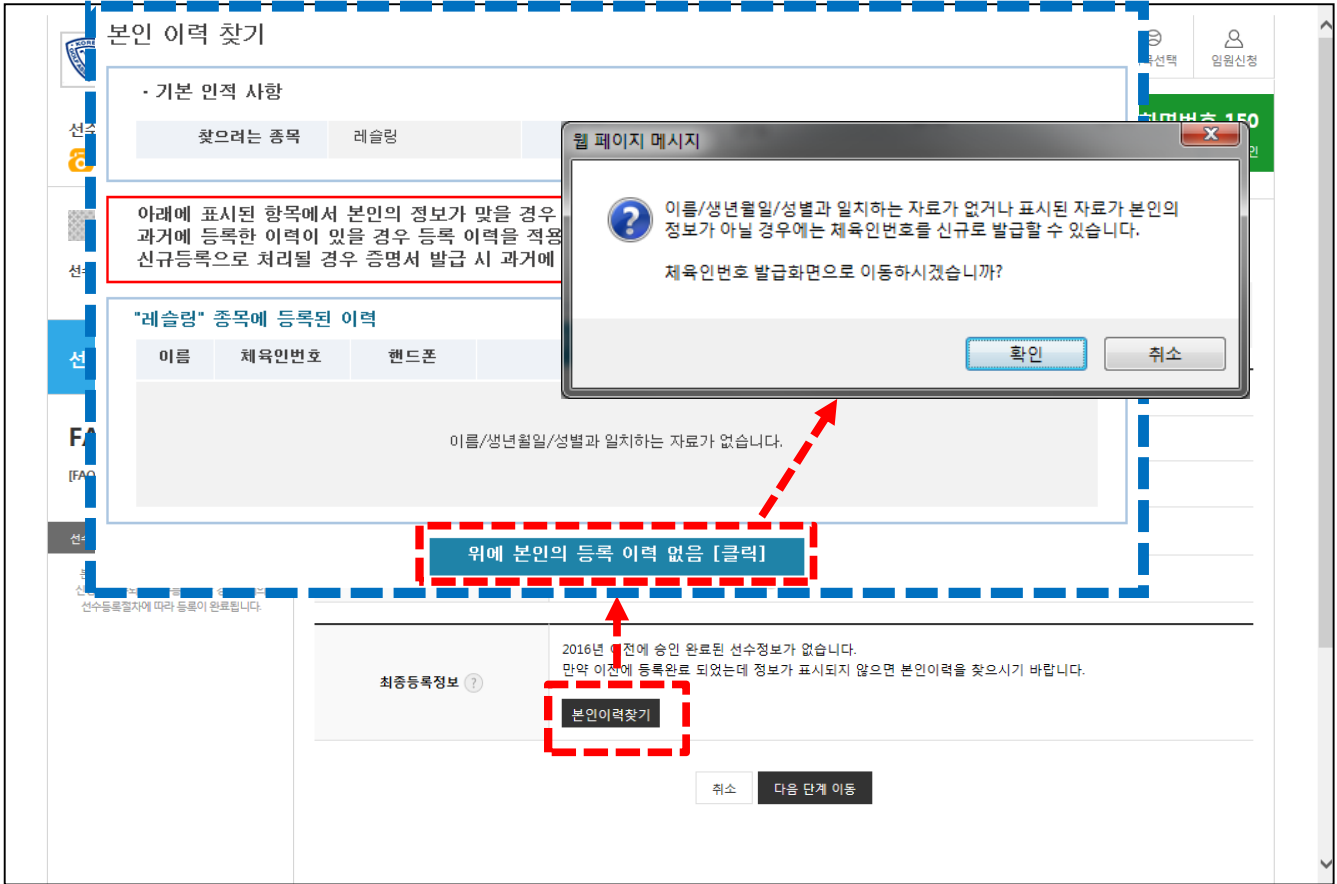 본인 이력 찾기
· 기본 인적 사항
찾으려는 종목 레슬링
아래에 표시된 항목에서 본인의 정보가 맞을 경우
과거에 등록한 이력이 있을 경우 등록 이력을 적용
신규등록으로 처리될 경우 증명서 발급 시 과거에
"레슬링" 종목에 등록된 이력
이름 체육인번호 핸드폰
이름/생년월일/성별과 일치하는 자료가 없습니다.
위에 본인의 등록 이력 없음 [클릭]
웹 페이지 메시지
이름/생년월일/성별과 일치하는 자료가 없거나 표시된 자료가 본인의
정보가 아닐 경우에는 체육인번호를 신규로 발급할 수 있습니다.
체육인번호 발급화면으로 이동하시겠습니까?
확인 취소
임원신청
150
선수등록절차에 따라 등록이 완료됩니다.
최종등록정보 ?
2016년 이전에 승인 완료된 선수정보가 없습니다.
만약 이전에 등록완료 되었는데 정보가 표시되지 않으면 본인이력을 찾으시기 바랍니다.
본인이력찾기
취소 다음 단계 이동